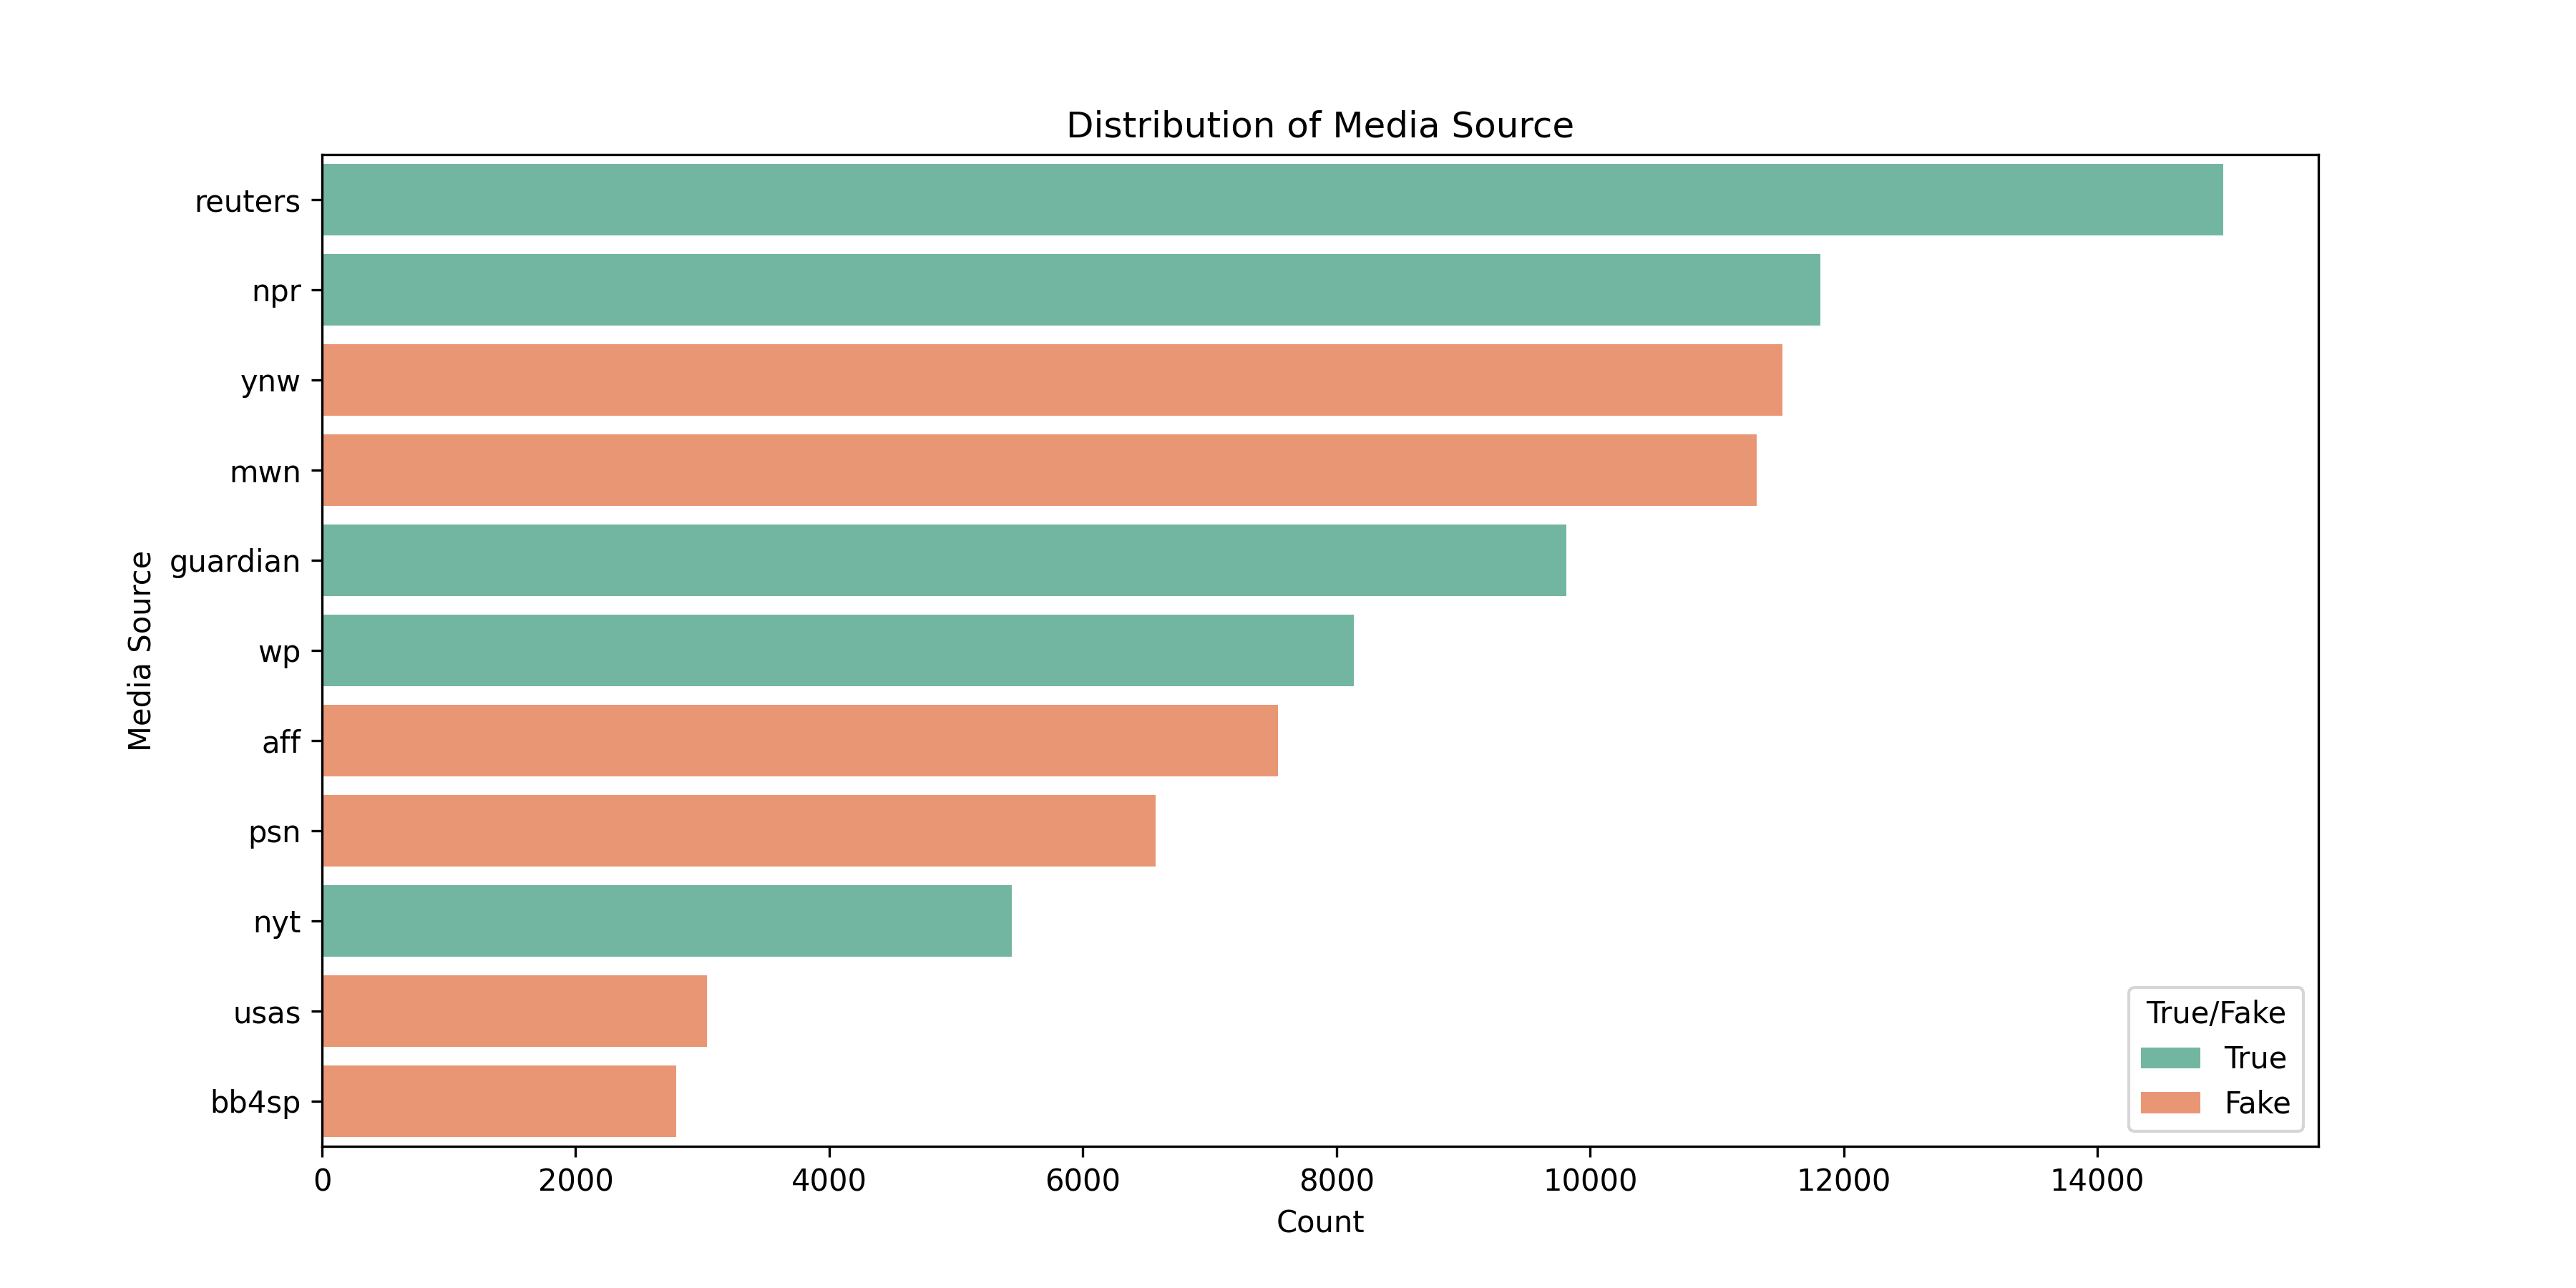 Distribution of Media Source
reuters
npr
ynw
mwn
guardian
wp
aff
psn
nyt
usas
bb4sp
Media Source
0 2000 4000 6000 8000 10000 12000 14000
Count
True/Fake
True
Fake